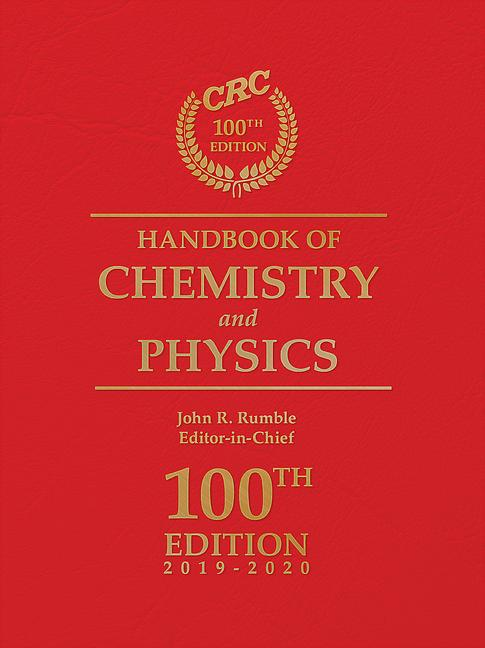 CRC
100TH
EDITION
HANDBOOK OF
CHEMISTRY
and
PHYSICS
John R. Rumble
Editor-in-Chief
100TH
EDITION
2019-2020